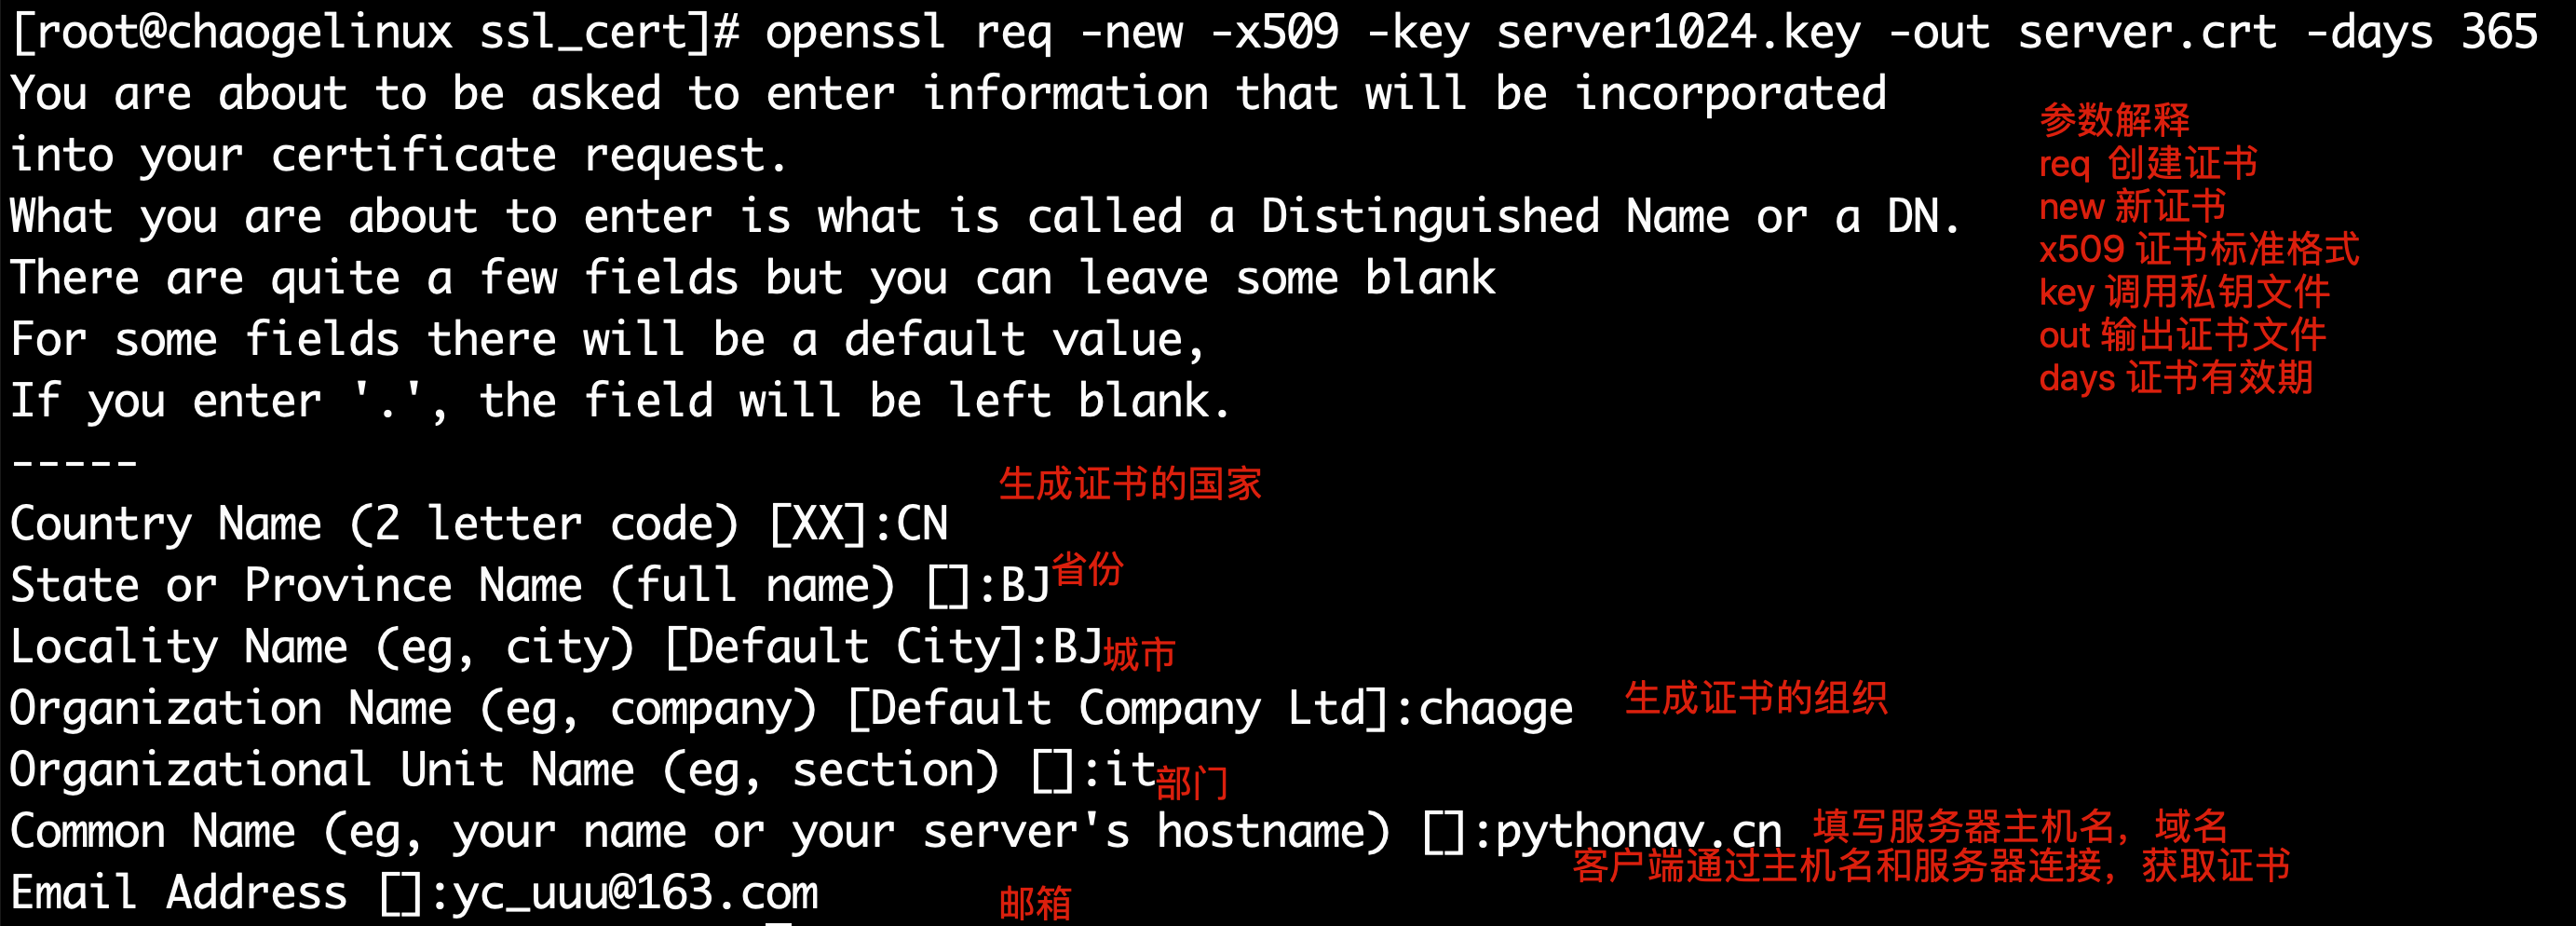 [root@chaogelinux ssl_cert]# openssl req -new -x509 -key server1024.key -out server.crt -days 365
You are about to be asked to enter information that will be incorporated
into your certificate request.
What you are about to enter is what is called a Distinguished Name or a DN.
There are quite a few fields but you can leave some blank
For some fields there will be a default value,
If you enter '.', the field will be left blank.
-----
参数解释
req 创建证书
new 新证书
x509 证书标准格式
key 调用私钥文件
out 输出证书文件
days 证书有效期
生成证书的国家
Country Name (2 letter code) [XX]:CN
State or Province Name (full name) []:BJ 省份
Locality Name (eg, city) [Default City]:BJ 城市
Organization Name (eg, company) [Default Company Ltd]:chaoge 生成证书的组织
Organizational Unit Name (eg, section) []:it 部门
Common Name (eg, your name or your server's hostname) []:pythonav.cn 填写服务器主机名，域名
客户端通过主机名和服务器连接，获取证书
Email Address []:yc_uuu@163.com 邮箱